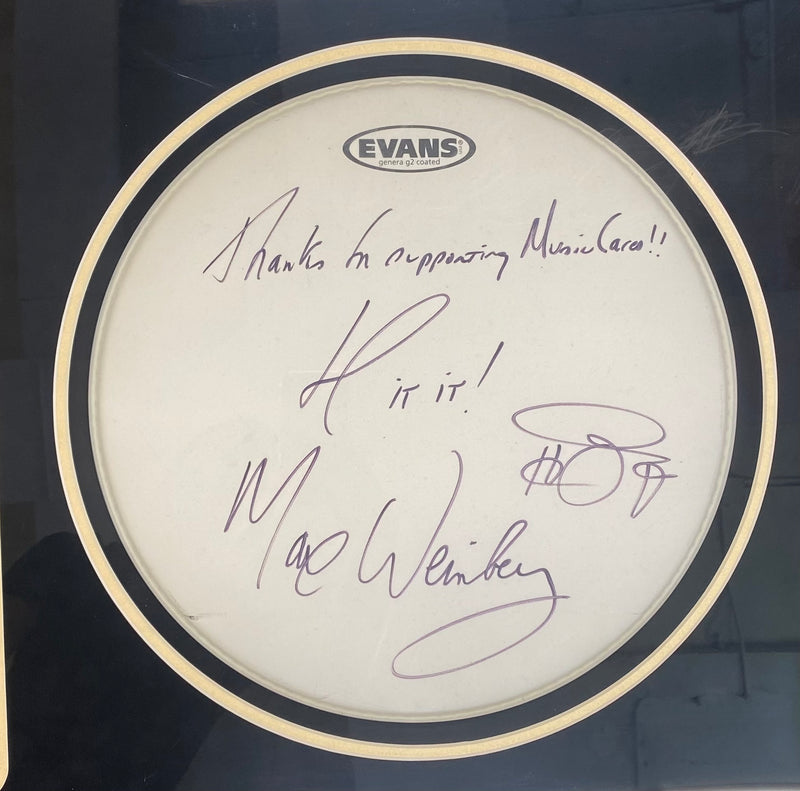 EVANS®
genera g2 coated
Thanks for supporting MusicCares!!
Hit it!
Max Weinberg